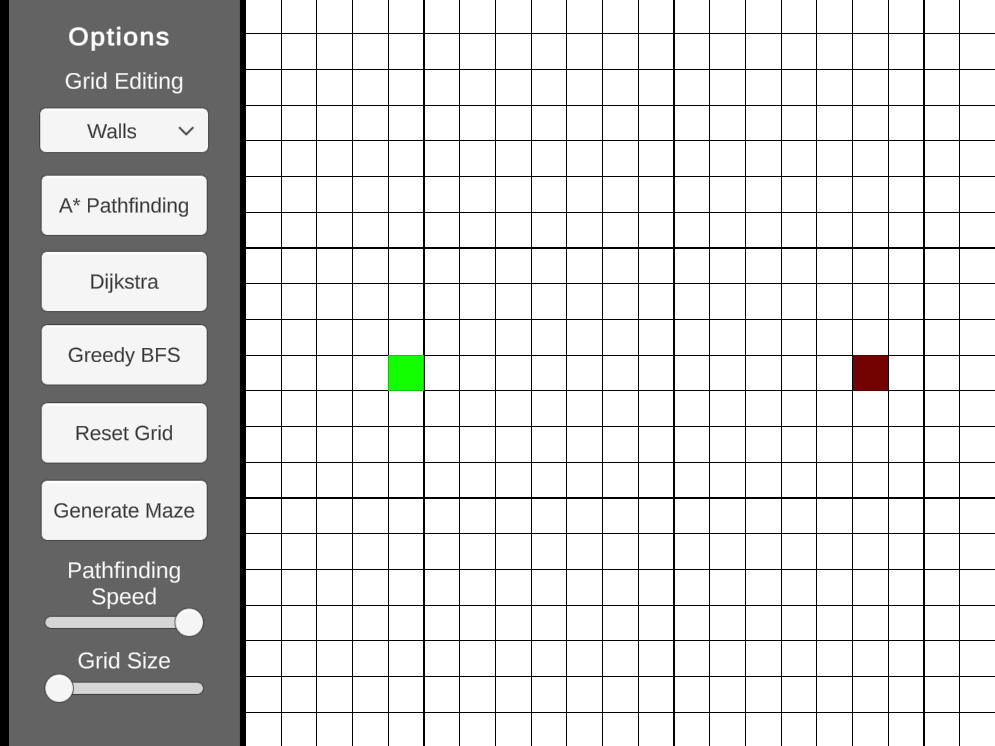 Options
Grid Editing
Walls
A* Pathfinding
Dijkstra
Greedy BFS
Reset Grid
Generate Maze
Pathfinding
Speed
Grid Size